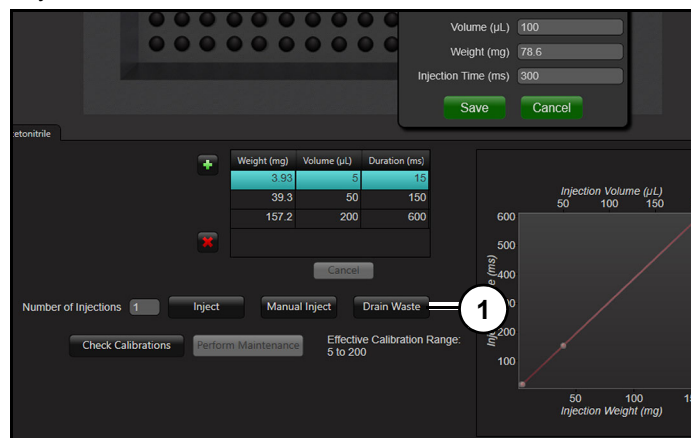 Volume (µL) 100
Weight (mg) 78.6
Injection Time (ms) 300
Save Cancel
etonitrile
Weight (mg) Volume (µL) Duration (ms)
3.93 5 15
39.3 50 150
157.2 200 600
Cancel
Number of Injections 1 Inject Manual Inject Drain Waste
1
Check Calibrations Perform Maintenance Effective Calibration Range:
5 to 200
Injection Volume (µL)
50 100 150
600
500
400
200
100
50 100
Injection Weight (mg)